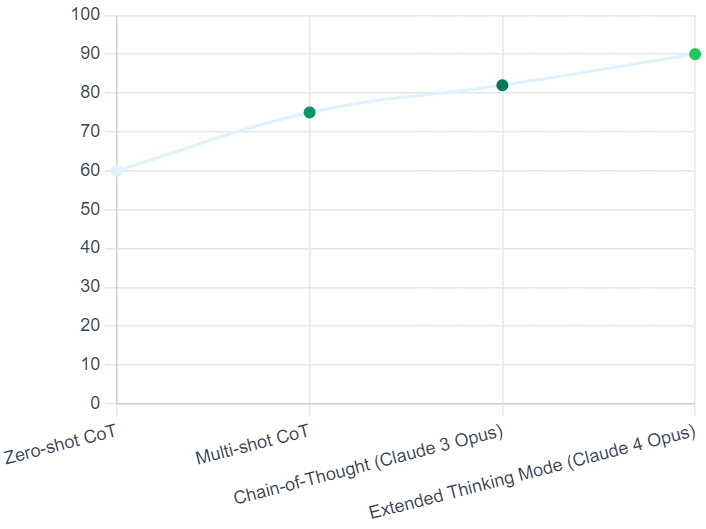 100
90
80
70
60
50
40
30
20
10
0
Zero-shot CoT
Multi-shot CoT
Chain-of-Thought (Claude 3 Opus)
Extended Thinking Mode (Claude 4 Opus)